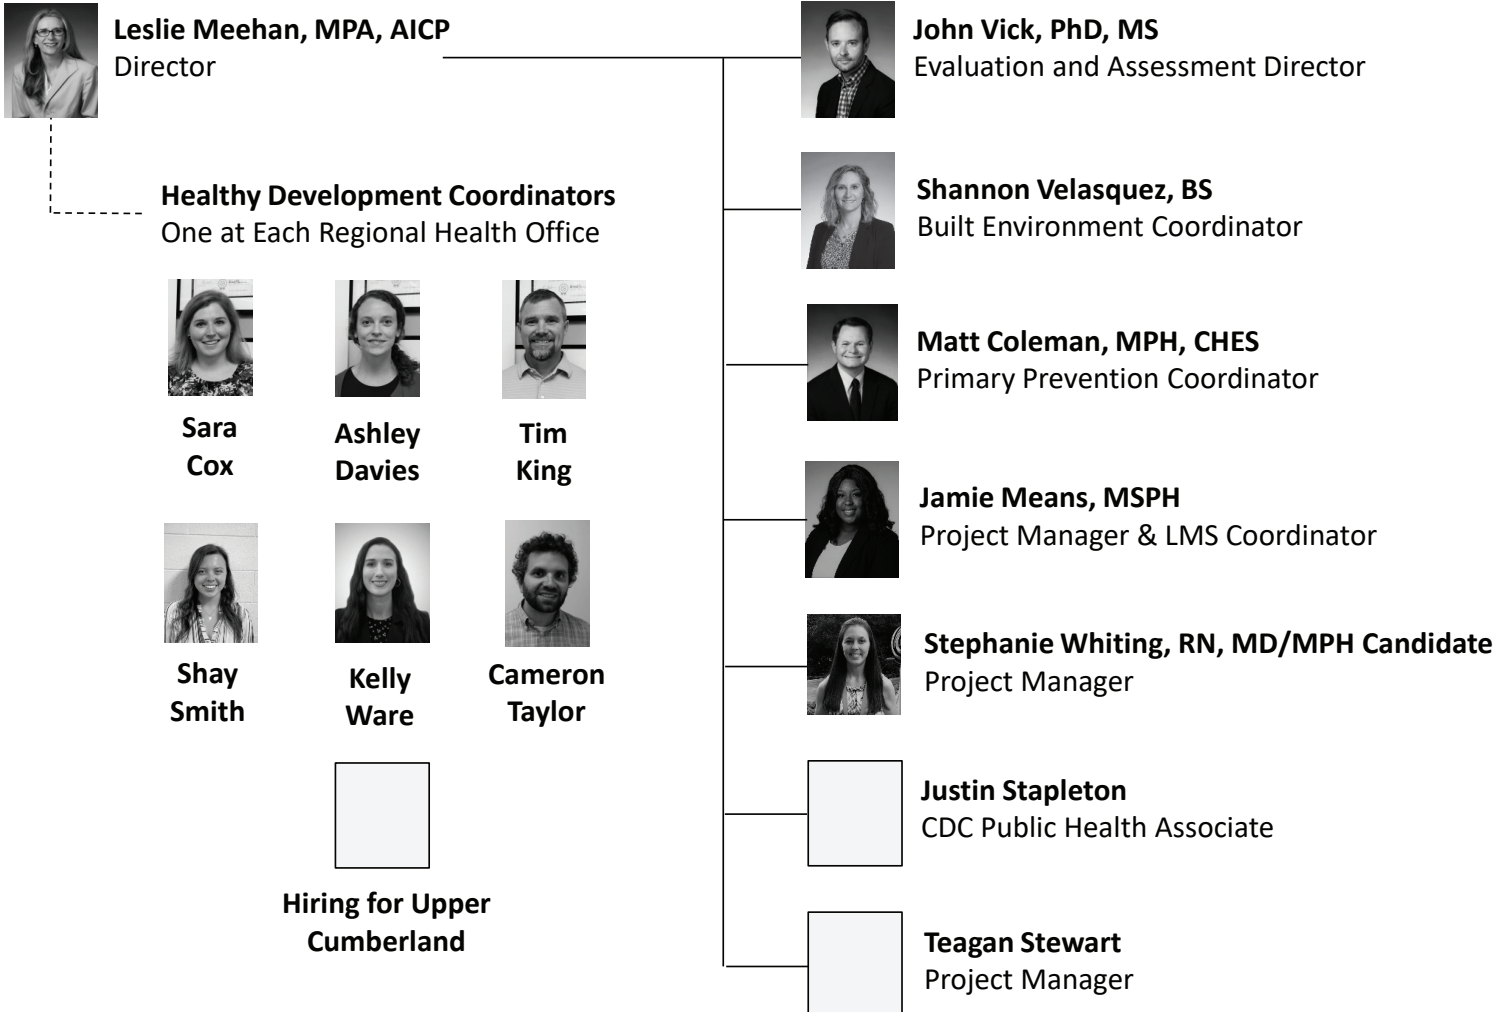 Leslie Meehan, MPA, AICP
Director
Healthy Development Coordinators
One at Each Regional Health Office
Sara
Cox
Ashley
Davies
Tim
King
Shay
Smith
Kelly
Ware
Cameron
Taylor
Hiring for Upper
Cumberland
John Vick, PhD, MS
Evaluation and Assessment Director
Shannon Velasquez, BS
Built Environment Coordinator
Matt Coleman, MPH, CHES
Primary Prevention Coordinator
Jamie Means, MSPH
Project Manager & LMS Coordinator
Stephanie Whiting, RN, MD/MPH Candidate
Project Manager
Justin Stapleton
CDC Public Health Associate
Teagan Stewart
Project Manager